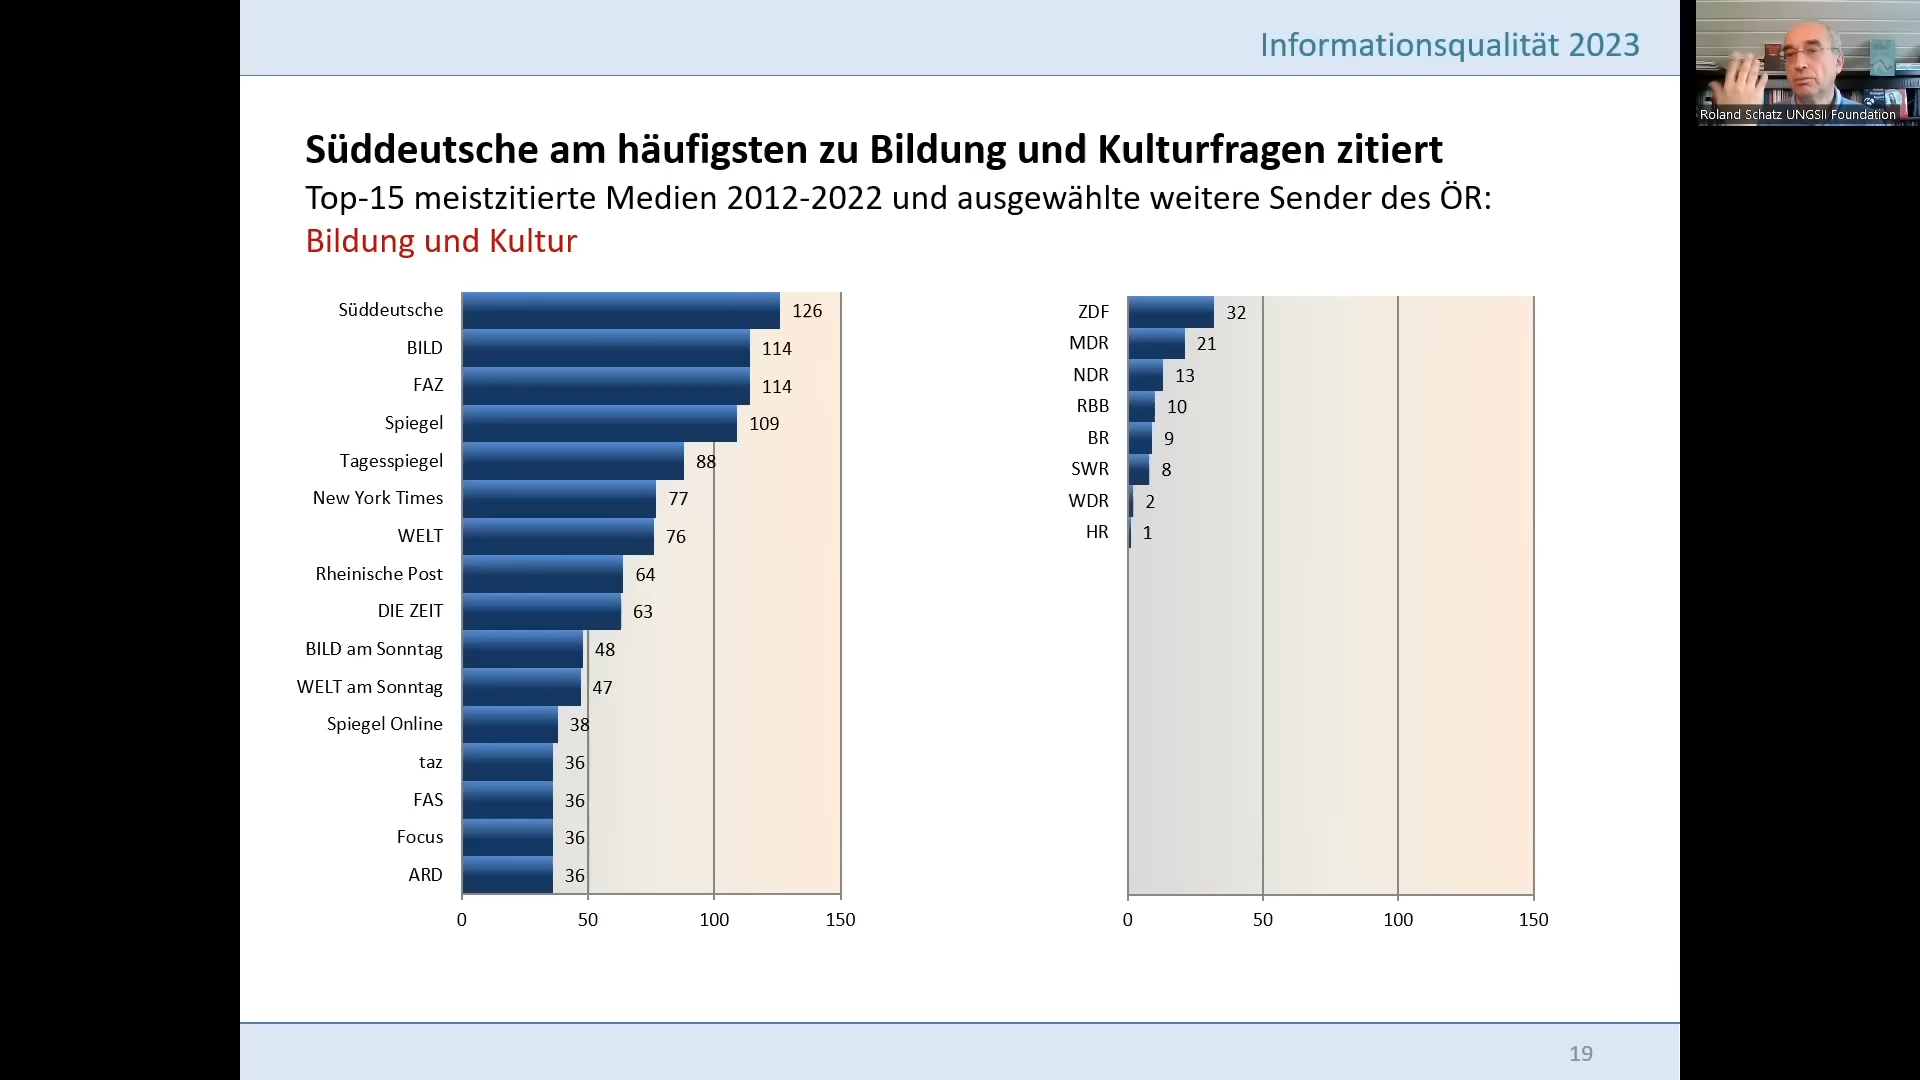 Informationsqualität 2023
Roland Schatz UNGSII Foundation
Süddeutsche am häufigsten zu Bildung und Kulturfragen zitiert
Top-15 meistzitierte Medien 2012-2022 und ausgewählte weitere Sender des ÖR:
Bildung und Kultur
Süddeutsche 126
BILD 114
FAZ 114
Spiegel 109
Tagesspiegel 88
New York Times 77
WELT 76
Rheinische Post 64
DIE ZEIT 63
BILD am Sonntag 48
WELT am Sonntag 47
Spiegel Online 38
taz 36
FAS 36
Focus 36
ARD 36
0 50 100 150
ZDF 32
MDR 21
NDR 13
RBB 10
BR 9
SWR 8
WDR 2
HR 1
0 50 100 150
19